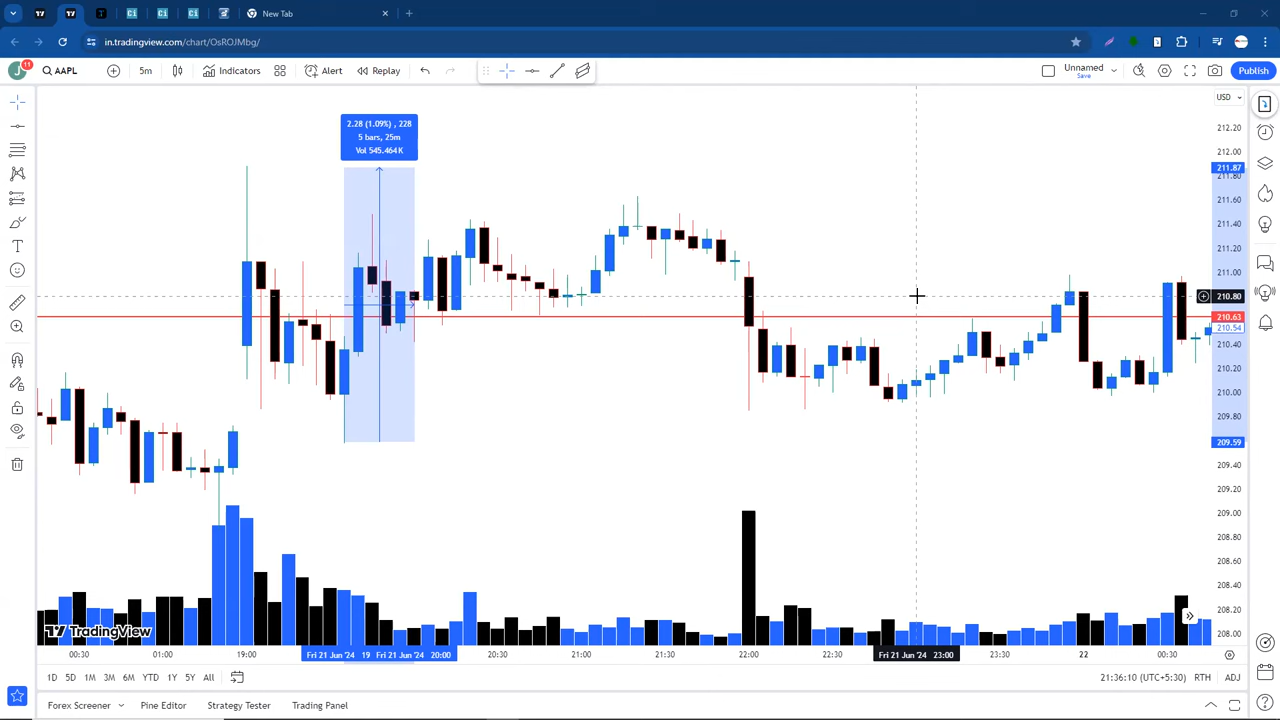 New Tab
in.tradingview.com/chart/OsROJMbg/
J 11 AAPL 5m Indicators Alert Replay Unnamed Save Publish
USD
2.28 (1.09%) , 228
5 bars, 25m
Vol 545.464 K
212.20
212.00
211.87
211.80
211.60
211.40
211.20
211.00
210.80
210.63
210.54
210.40
210.20
210.00
209.80
209.59
209.40
209.20
209.00
208.80
208.60
208.40
208.20
208.00
TradingView
00:30 01:00 19:00 Fri 21 Jun '24 19 Fri 21 Jun '24 20:00 20:30 21:00 21:30 22:00 22:30 Fri 21 Jun '24 23:00 23:30 22 00:30
1D 5D 1M 3M 6M YTD 1Y 5Y All 21:36:10 (UTC+5:30) RTH ADJ
Forex Screener Pine Editor Strategy Tester Trading Panel